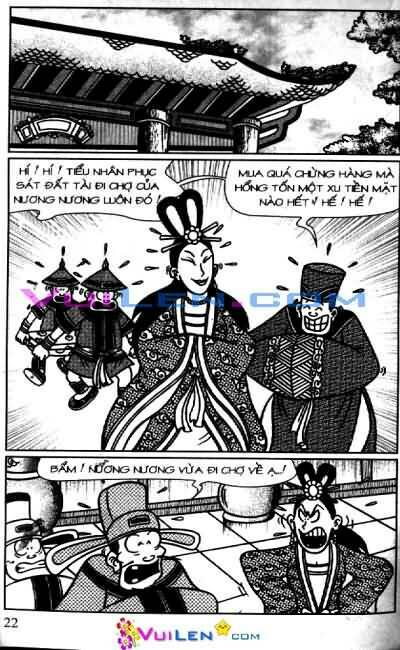 HÍ! HÍ! TIỂU NHÂN PHỤC
SÁT ĐẤT TÀI ĐI CHỢ CỦA
NƯƠNG NƯƠNG LUÔN ĐÓ!
MUA QUÁ CHỪNG HÀNG MÀ
HỔNG TỐN MỘT XU TIỀN MẶT
NÀO HẾT! HẾ! HẾ!
VUILEN.COM
BẨM! NƯƠNG NƯƠNG VỪA ĐI CHỢ VỀ Ạ..!
22
VUILEN.COM